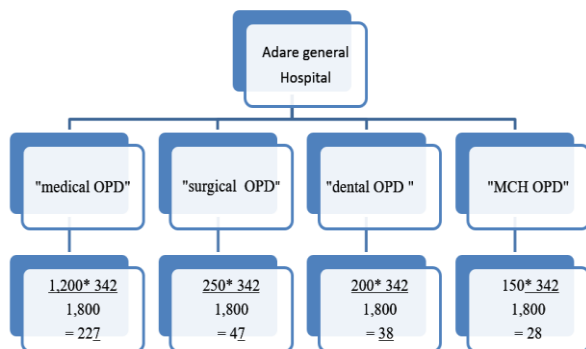 Adare general
Hospital
"medical OPD"
"surgical  OPD"
"dental OPD "
"MCH OPD"
1,200* 342
1,800
= 227
250* 342
1,800
= 47
200* 342
1,800
= 38
150* 342
1,800
= 28